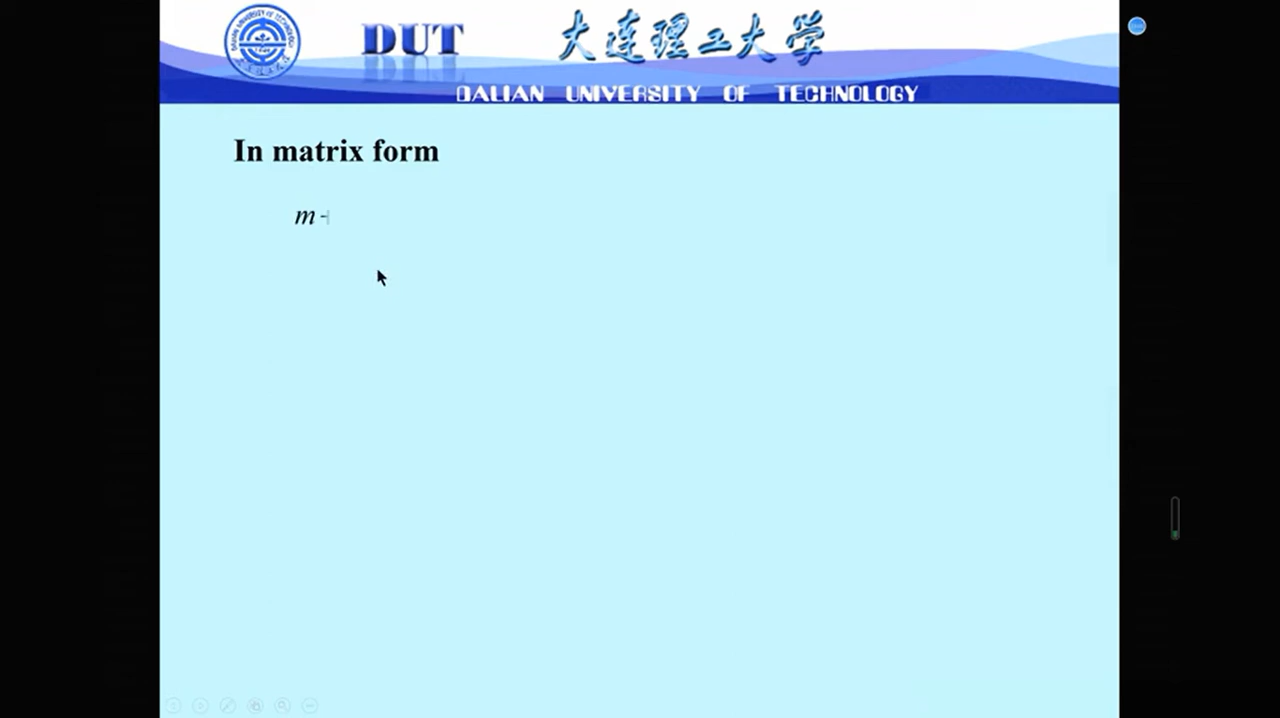 DUT
大连理工大学
DALIAN UNIVERSITY OF TECHNOLOGY
In matrix form
m